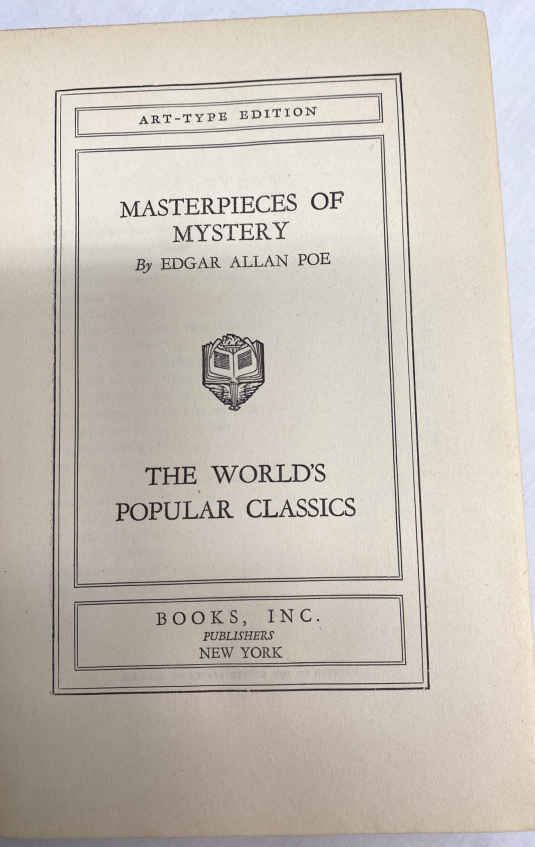 ART-TYPE EDITION
MASTERPIECES OF
MYSTERY
By EDGAR ALLAN POE
THE WORLD'S
POPULAR CLASSICS
BOOKS, INC.
PUBLISHERS
NEW YORK